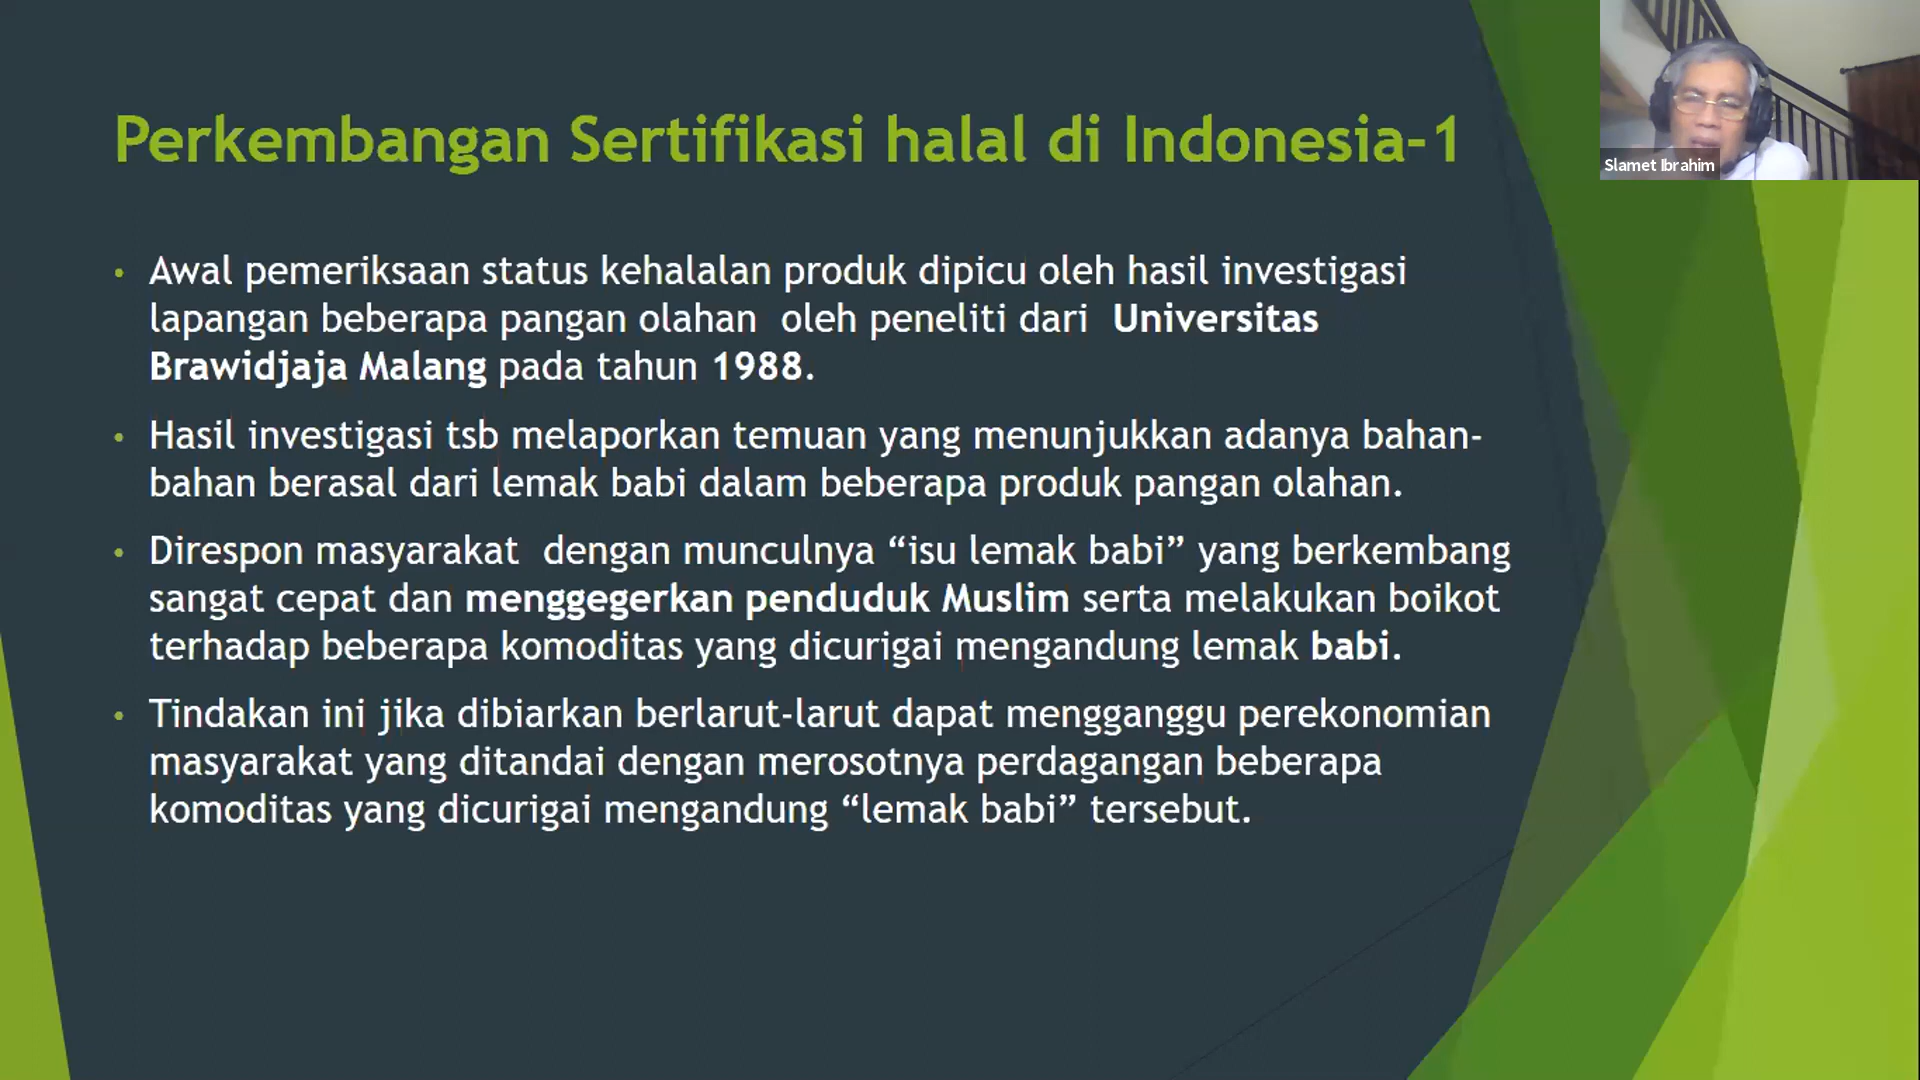 Perkembangan Sertifikasi halal di Indonesia-1
Slamet Ibrahim
• Awal pemeriksaan status kehalalan produk dipicu oleh hasil investigasi
lapangan beberapa pangan olahan oleh peneliti dari Universitas
Brawidjaja Malang pada tahun 1988.
• Hasil investigasi tsb melaporkan temuan yang menunjukkan adanya bahan-
bahan berasal dari lemak babi dalam beberapa produk pangan olahan.
• Direspon masyarakat dengan munculnya “isu lemak babi” yang berkembang
sangat cepat dan menggegerkan penduduk Muslim serta melakukan boikot
terhadap beberapa komoditas yang dicurigai mengandung lemak babi.
• Tindakan ini jika dibiarkan berlarut-larut dapat mengganggu perekonomian
masyarakat yang ditandai dengan merosotnya perdagangan beberapa
komoditas yang dicurigai mengandung “lemak babi” tersebut.